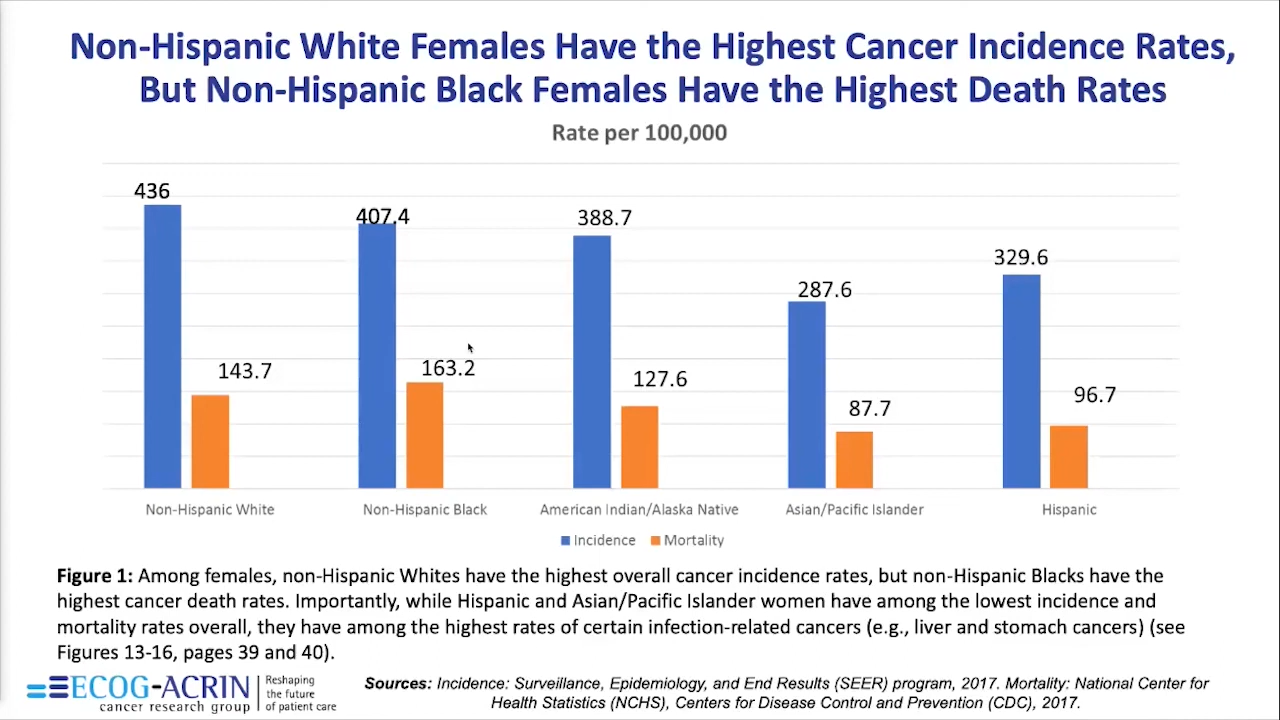 Non-Hispanic White Females Have the Highest Cancer Incidence Rates,
But Non-Hispanic Black Females Have the Highest Death Rates
Rate per 100,000
436
143.7
407.4
163.2
388.7
127.6
287.6
87.7
329.6
96.7
Non-Hispanic White
Non-Hispanic Black
American Indian/Alaska Native
Asian/Pacific Islander
Hispanic
Incidence
Mortality
Figure 1: Among females, non-Hispanic Whites have the highest overall cancer incidence rates, but non-Hispanic Blacks have the
highest cancer death rates. Importantly, while Hispanic and Asian/Pacific Islander women have among the lowest incidence and
mortality rates overall, they have among the highest rates of certain infection-related cancers (e.g., liver and stomach cancers) (see
Figures 13-16, pages 39 and 40).
ECOG-ACRIN
cancer research group
Reshaping
the future
of patient care
Sources: Incidence: Surveillance, Epidemiology, and End Results (SEER) program, 2017. Mortality: National Center for
Health Statistics (NCHS), Centers for Disease Control and Prevention (CDC), 2017.